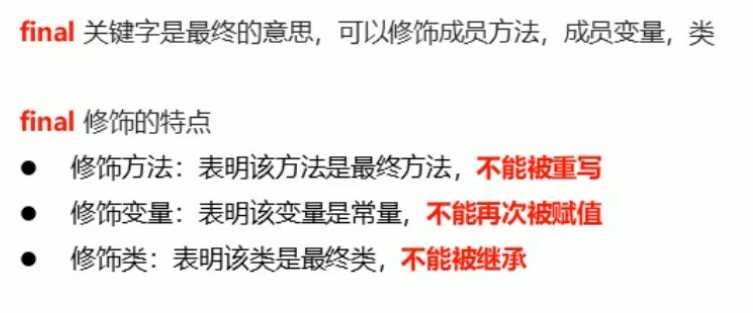 final 关键字是最终的意思，可以修饰成员方法，成员变量，类
final 修饰的特点
● 修饰方法：表明该方法是最终方法，不能被重写
● 修饰变量：表明该变量是常量，不能再次被赋值
● 修饰类：表明该类是最终类，不能被继承